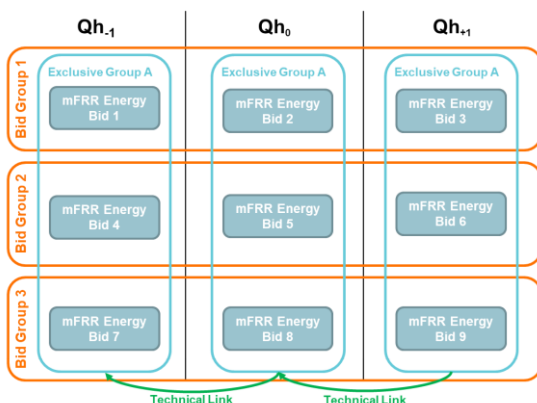 Qh-1
Qh0
Qh+1
Bid Group 1
Exclusive Group A
Exclusive Group A
Exclusive Group A
mFRR Energy
Bid 1
mFRR Energy
Bid 2
mFRR Energy
Bid 3
Bid Group 2
mFRR Energy
Bid 4
mFRR Energy
Bid 5
mFRR Energy
Bid 6
Bid Group 3
mFRR Energy
Bid 7
mFRR Energy
Bid 8
mFRR Energy
Bid 9
Technical Link
Technical Link